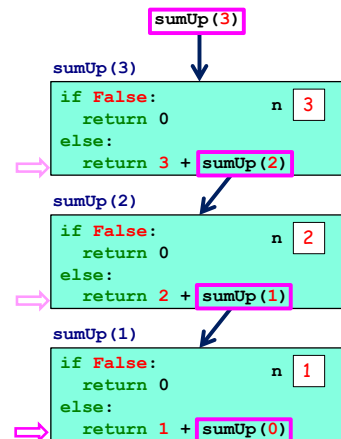 sumUp(3)
sumUp(3)
if False:
n 3
return 0
else:
return 3 + sumUp(2)
sumUp(2)
if False:
n 2
return 0
else:
return 2 + sumUp(1)
sumUp(1)
if False:
n 1
return 0
else:
return 1 + sumUp(0)